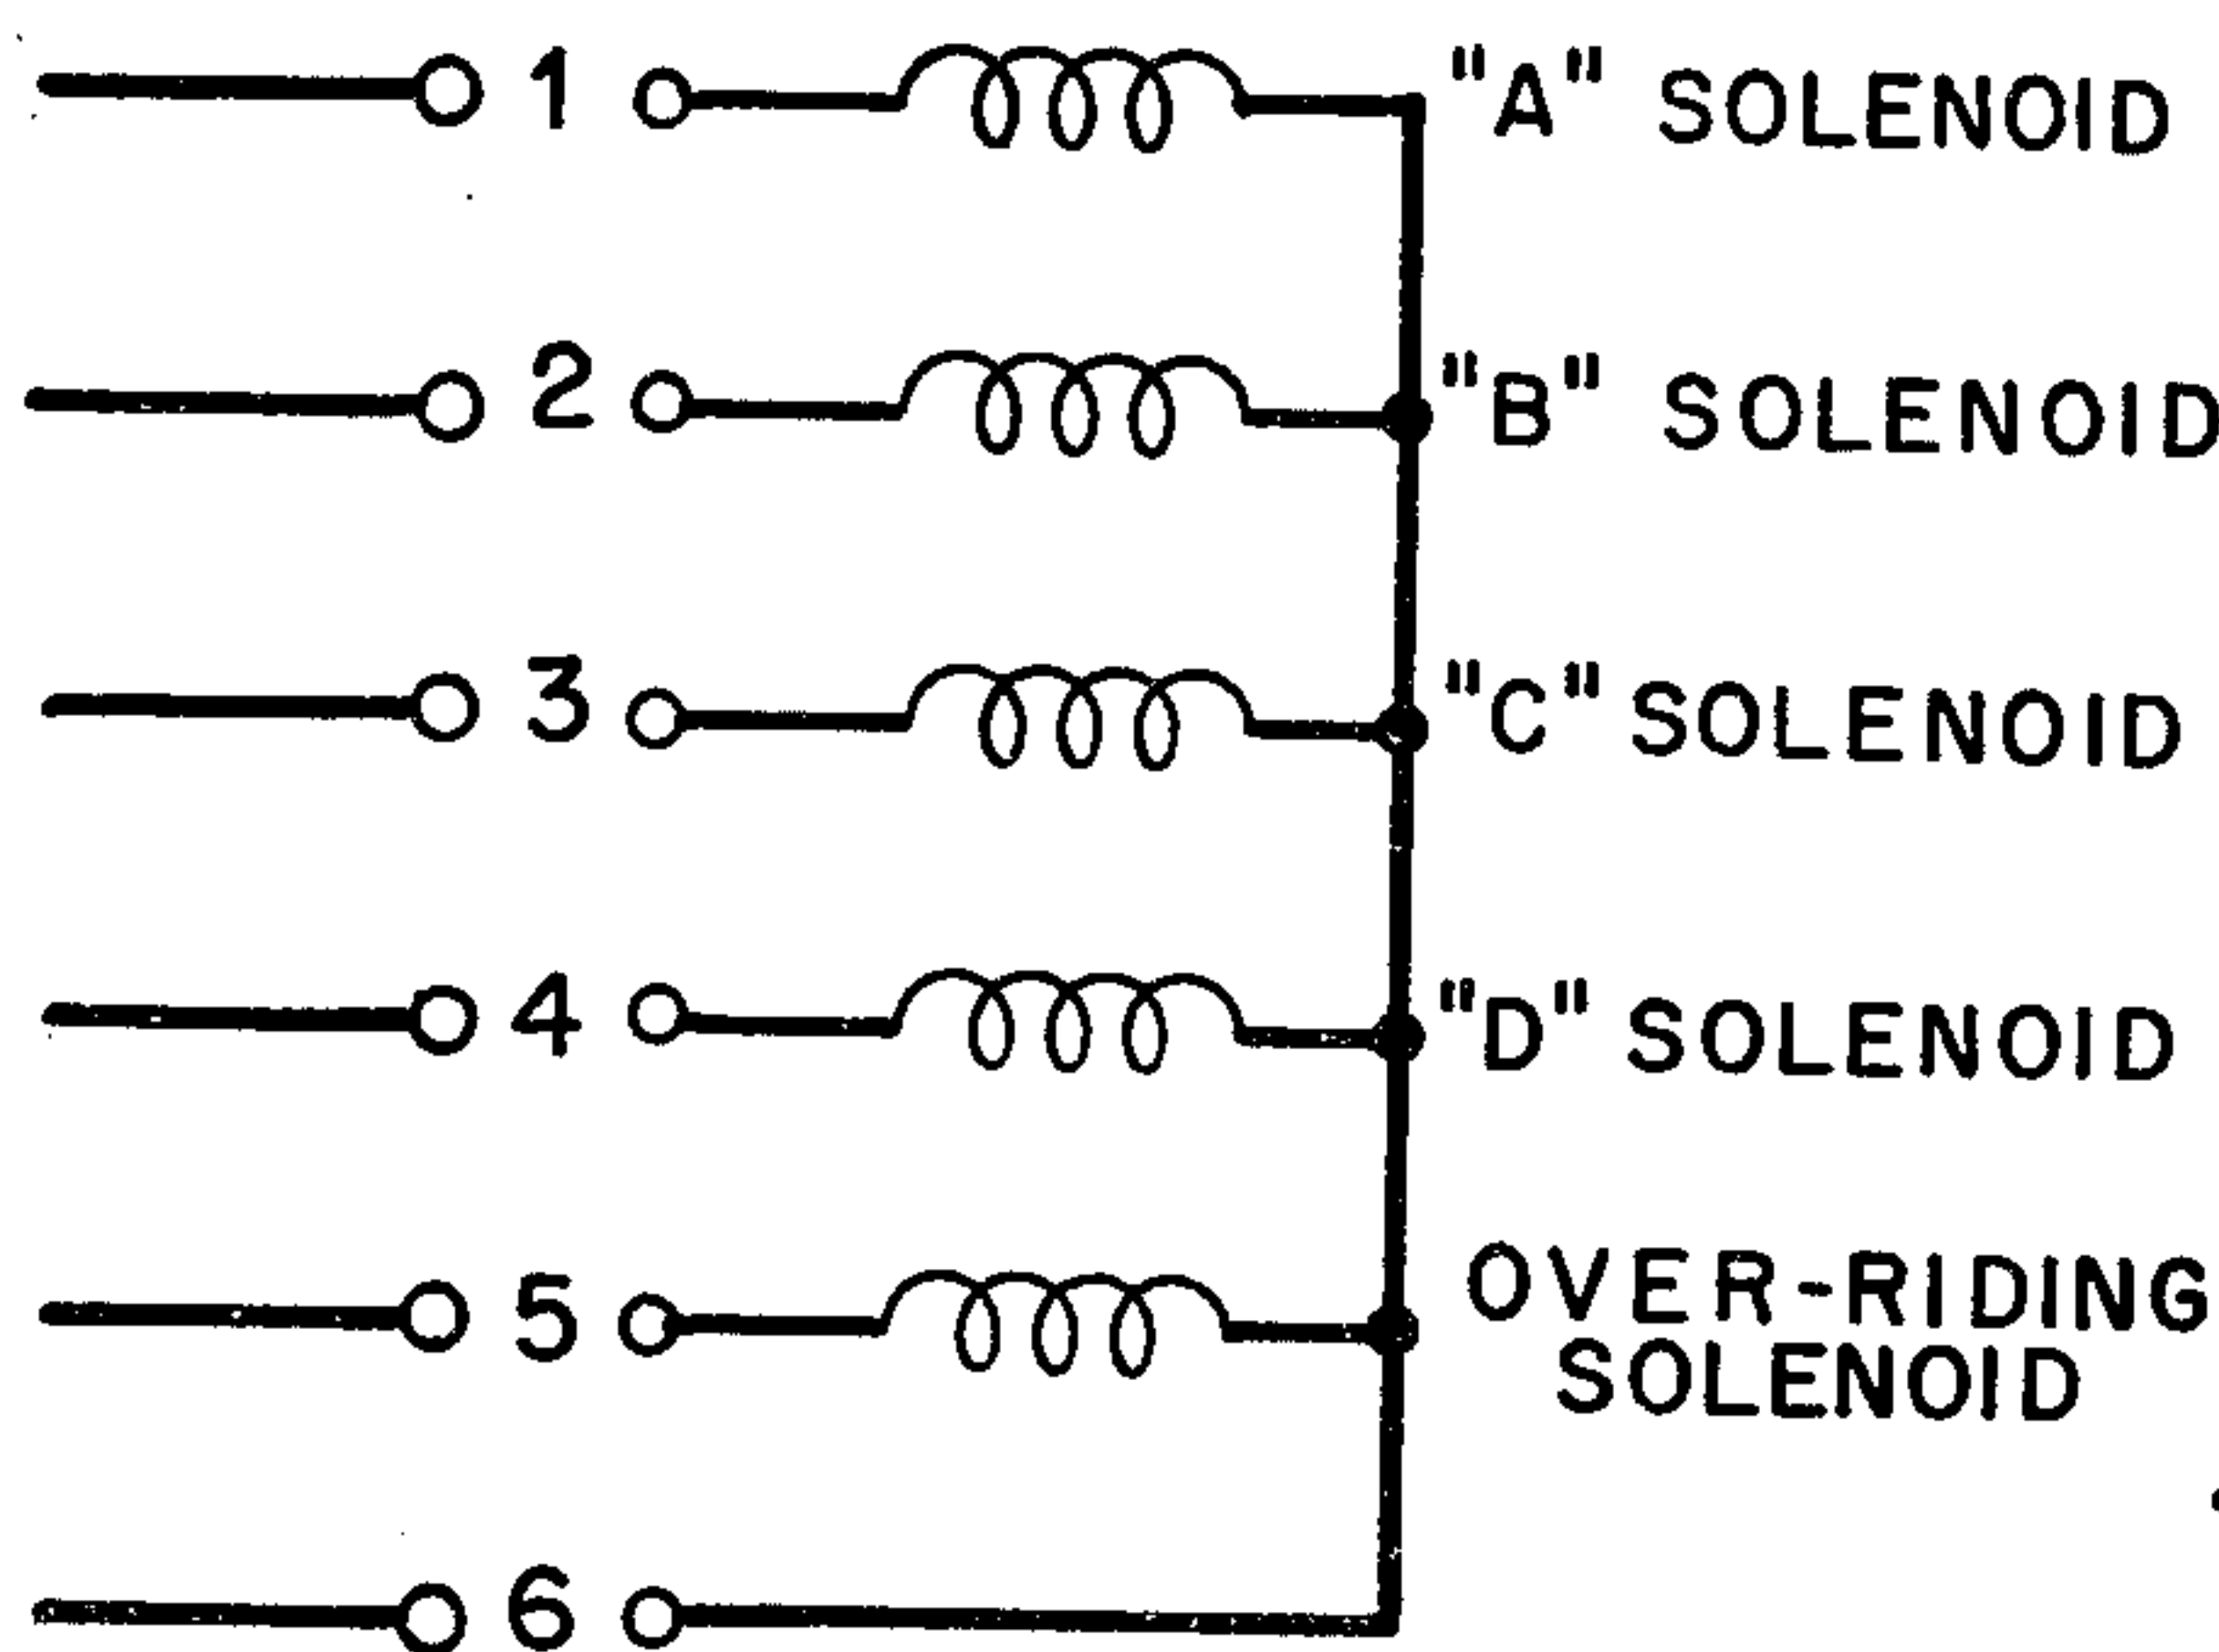 1 "A" SOLENOID
2 "B" SOLENOID
3 "C" SOLENOID
4 "D" SOLENOID
5 OVER-RIDING
SOLENOID
6